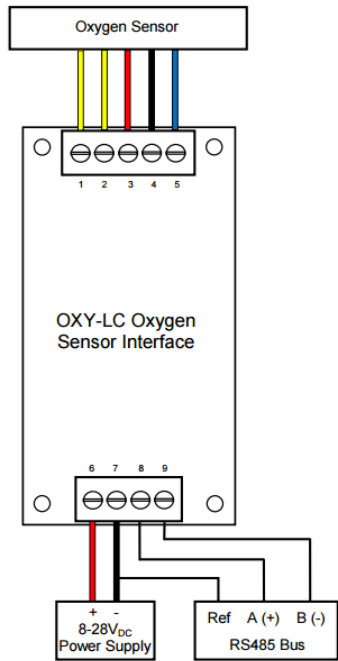 Oxygen Sensor
1 2 3 4 5
OXY-LC Oxygen
Sensor Interface
6 7 8 9
+ -
8-28VDC
Power Supply
Ref A (+) B (-)
RS485 Bus